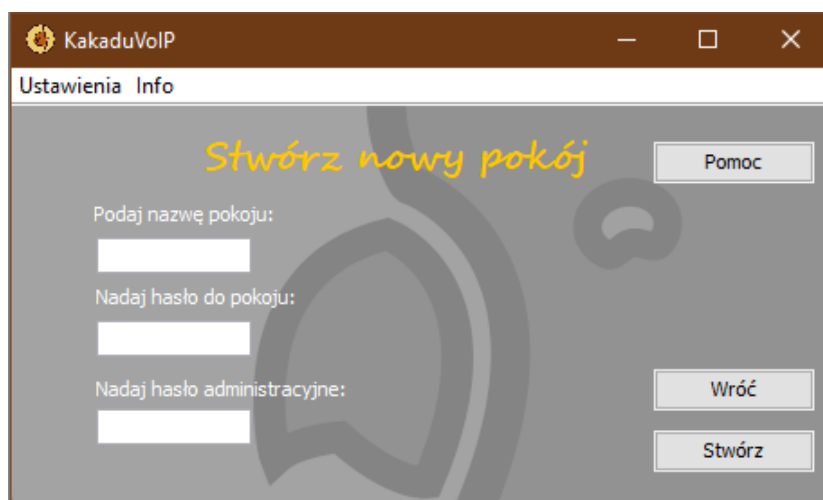 KakaduVoIP
Ustawienia Info
Stwórz nowy pokój
Pomoc
Podaj nazwę pokoju:
Nadaj hasło do pokoju:
Nadaj hasło administracyjne:
Wróć
Stwórz